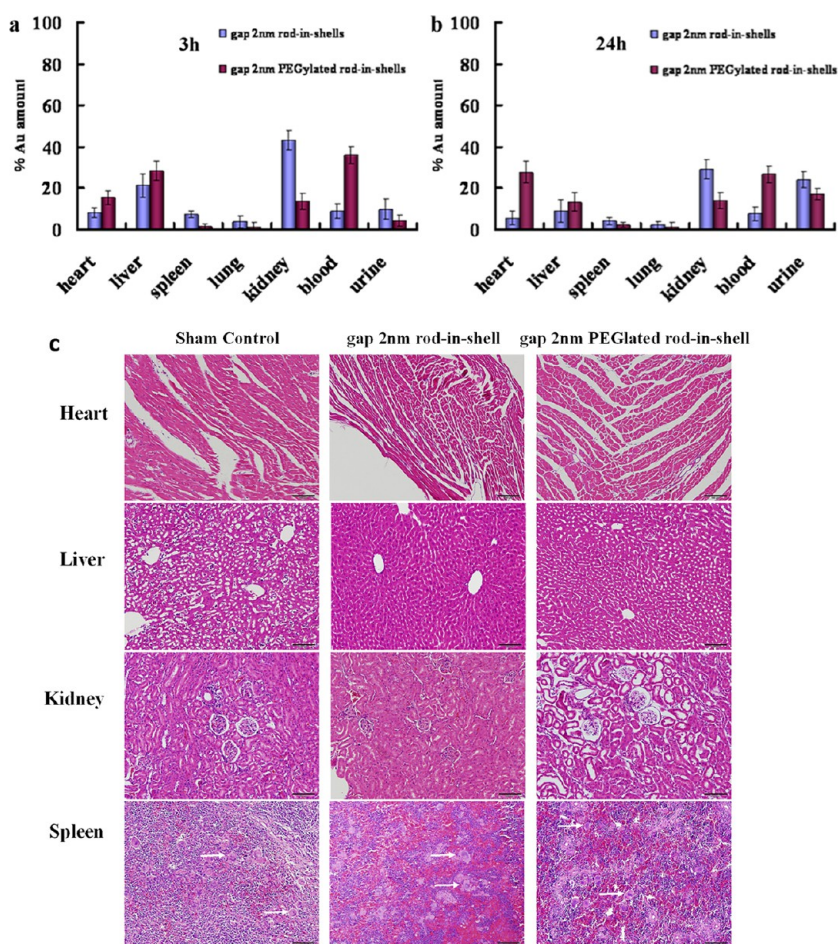 a
3h
gap 2nm rod-in-shells
gap 2nm PEGylated rod-in-shells
% Au amount
100
80
60
40
20
0
heart
liver
spleen
lung
kidney
blood
urine
b
24h
gap 2nm rod-in-shells
gap 2nm PEGylated rod-in-shells
% Au amount
100
80
60
40
20
0
heart
liver
spleen
lung
kidney
blood
urine
c
Sham Control
gap 2nm rod-in-shell
gap 2nm PEGlated rod-in-shell
Heart
Liver
Kidney
Spleen